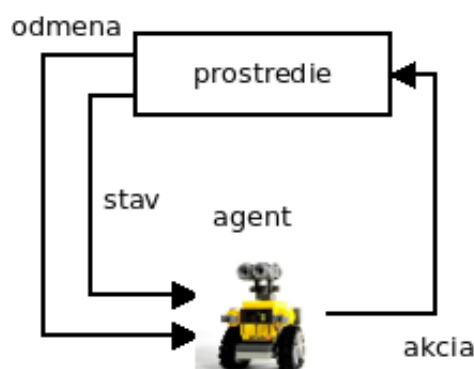 odmena
prostredie
stav
agent
akcia